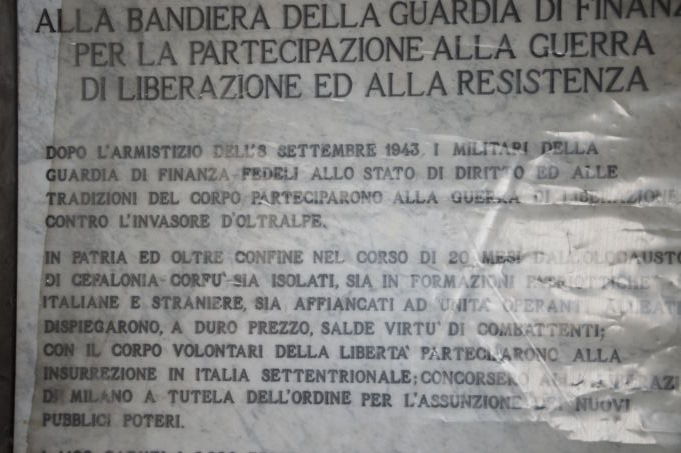 ALLA BANDIERA DELLA GUARDIA DI FINANZ
PER LA PARTECIPAZIONE ALLA GUERRA
DI LIBERAZIONE ED ALLA RESISTENZA
DOPO L'ARMISTIZIO DELL'8 SETTEMBRE 1943, I MILITARI DELLA
GUARDIA DI FINANZA FEDELI ALLO STATO DI DIRITTO ED ALLE
TRADIZIONI DEL CORPO PARTECIPARONO ALLA GUERRA DI LIBERAZIONE
CONTRO L'INVASORE D'OLTRALPE.
IN PATRIA ED OLTRE CONFINE NEL CORSO DI 20 MESI DALL'OLOCAUSTO
DI CEFALONIA-CORFU' SIA ISOLATI, SIA IN FORMAZIONI PATRIOTTICHE
ITALIANE E STRANIERE, SIA AFFIANCATI AD UNITA' OPERANTI ALLEATE
DISPIEGARONO, A DURO PREZZO, SALDE VIRTU' DI COMBATTENTI;
CON IL CORPO VOLONTARI DELLA LIBERTA' PARTECIPARONO ALLA
INSURREZIONE IN ITALIA SETTENTRIONALE; CONCORSERO
DI MILANO A TUTELA DELL'ORDINE PER L'ASSUNZIONE DEI NUOVI
PUBBLICI POTERI.